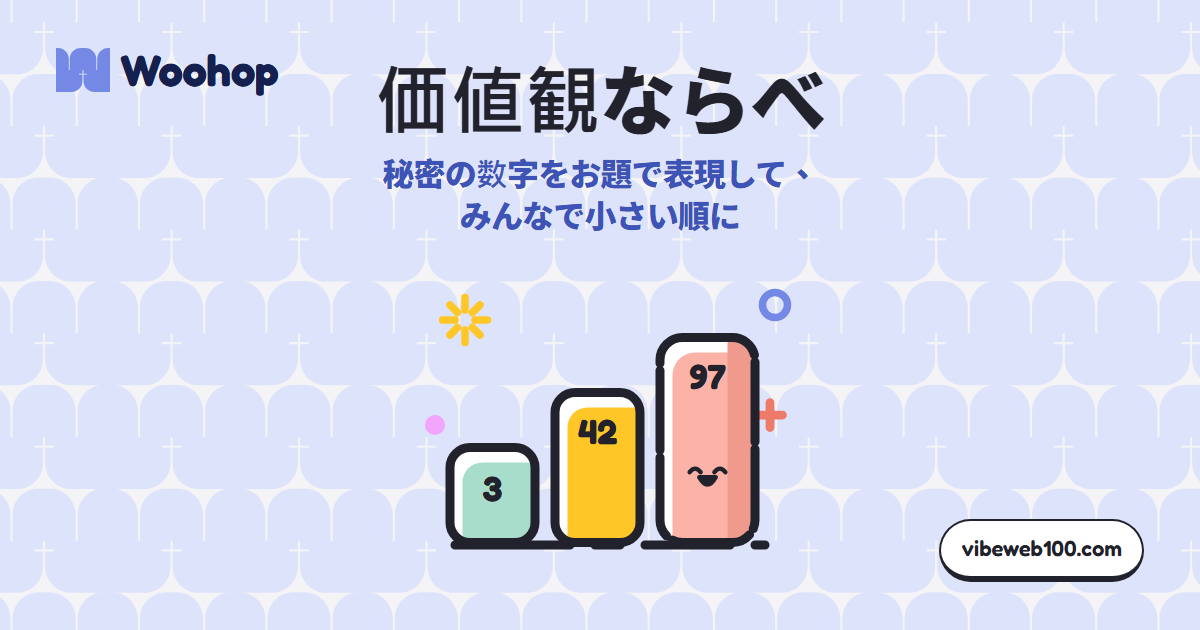 Woohop
価値観ならべ
秘密の数字をお題で表現して、
みんなで小さい順に
97
42
3
vibeweb100.com